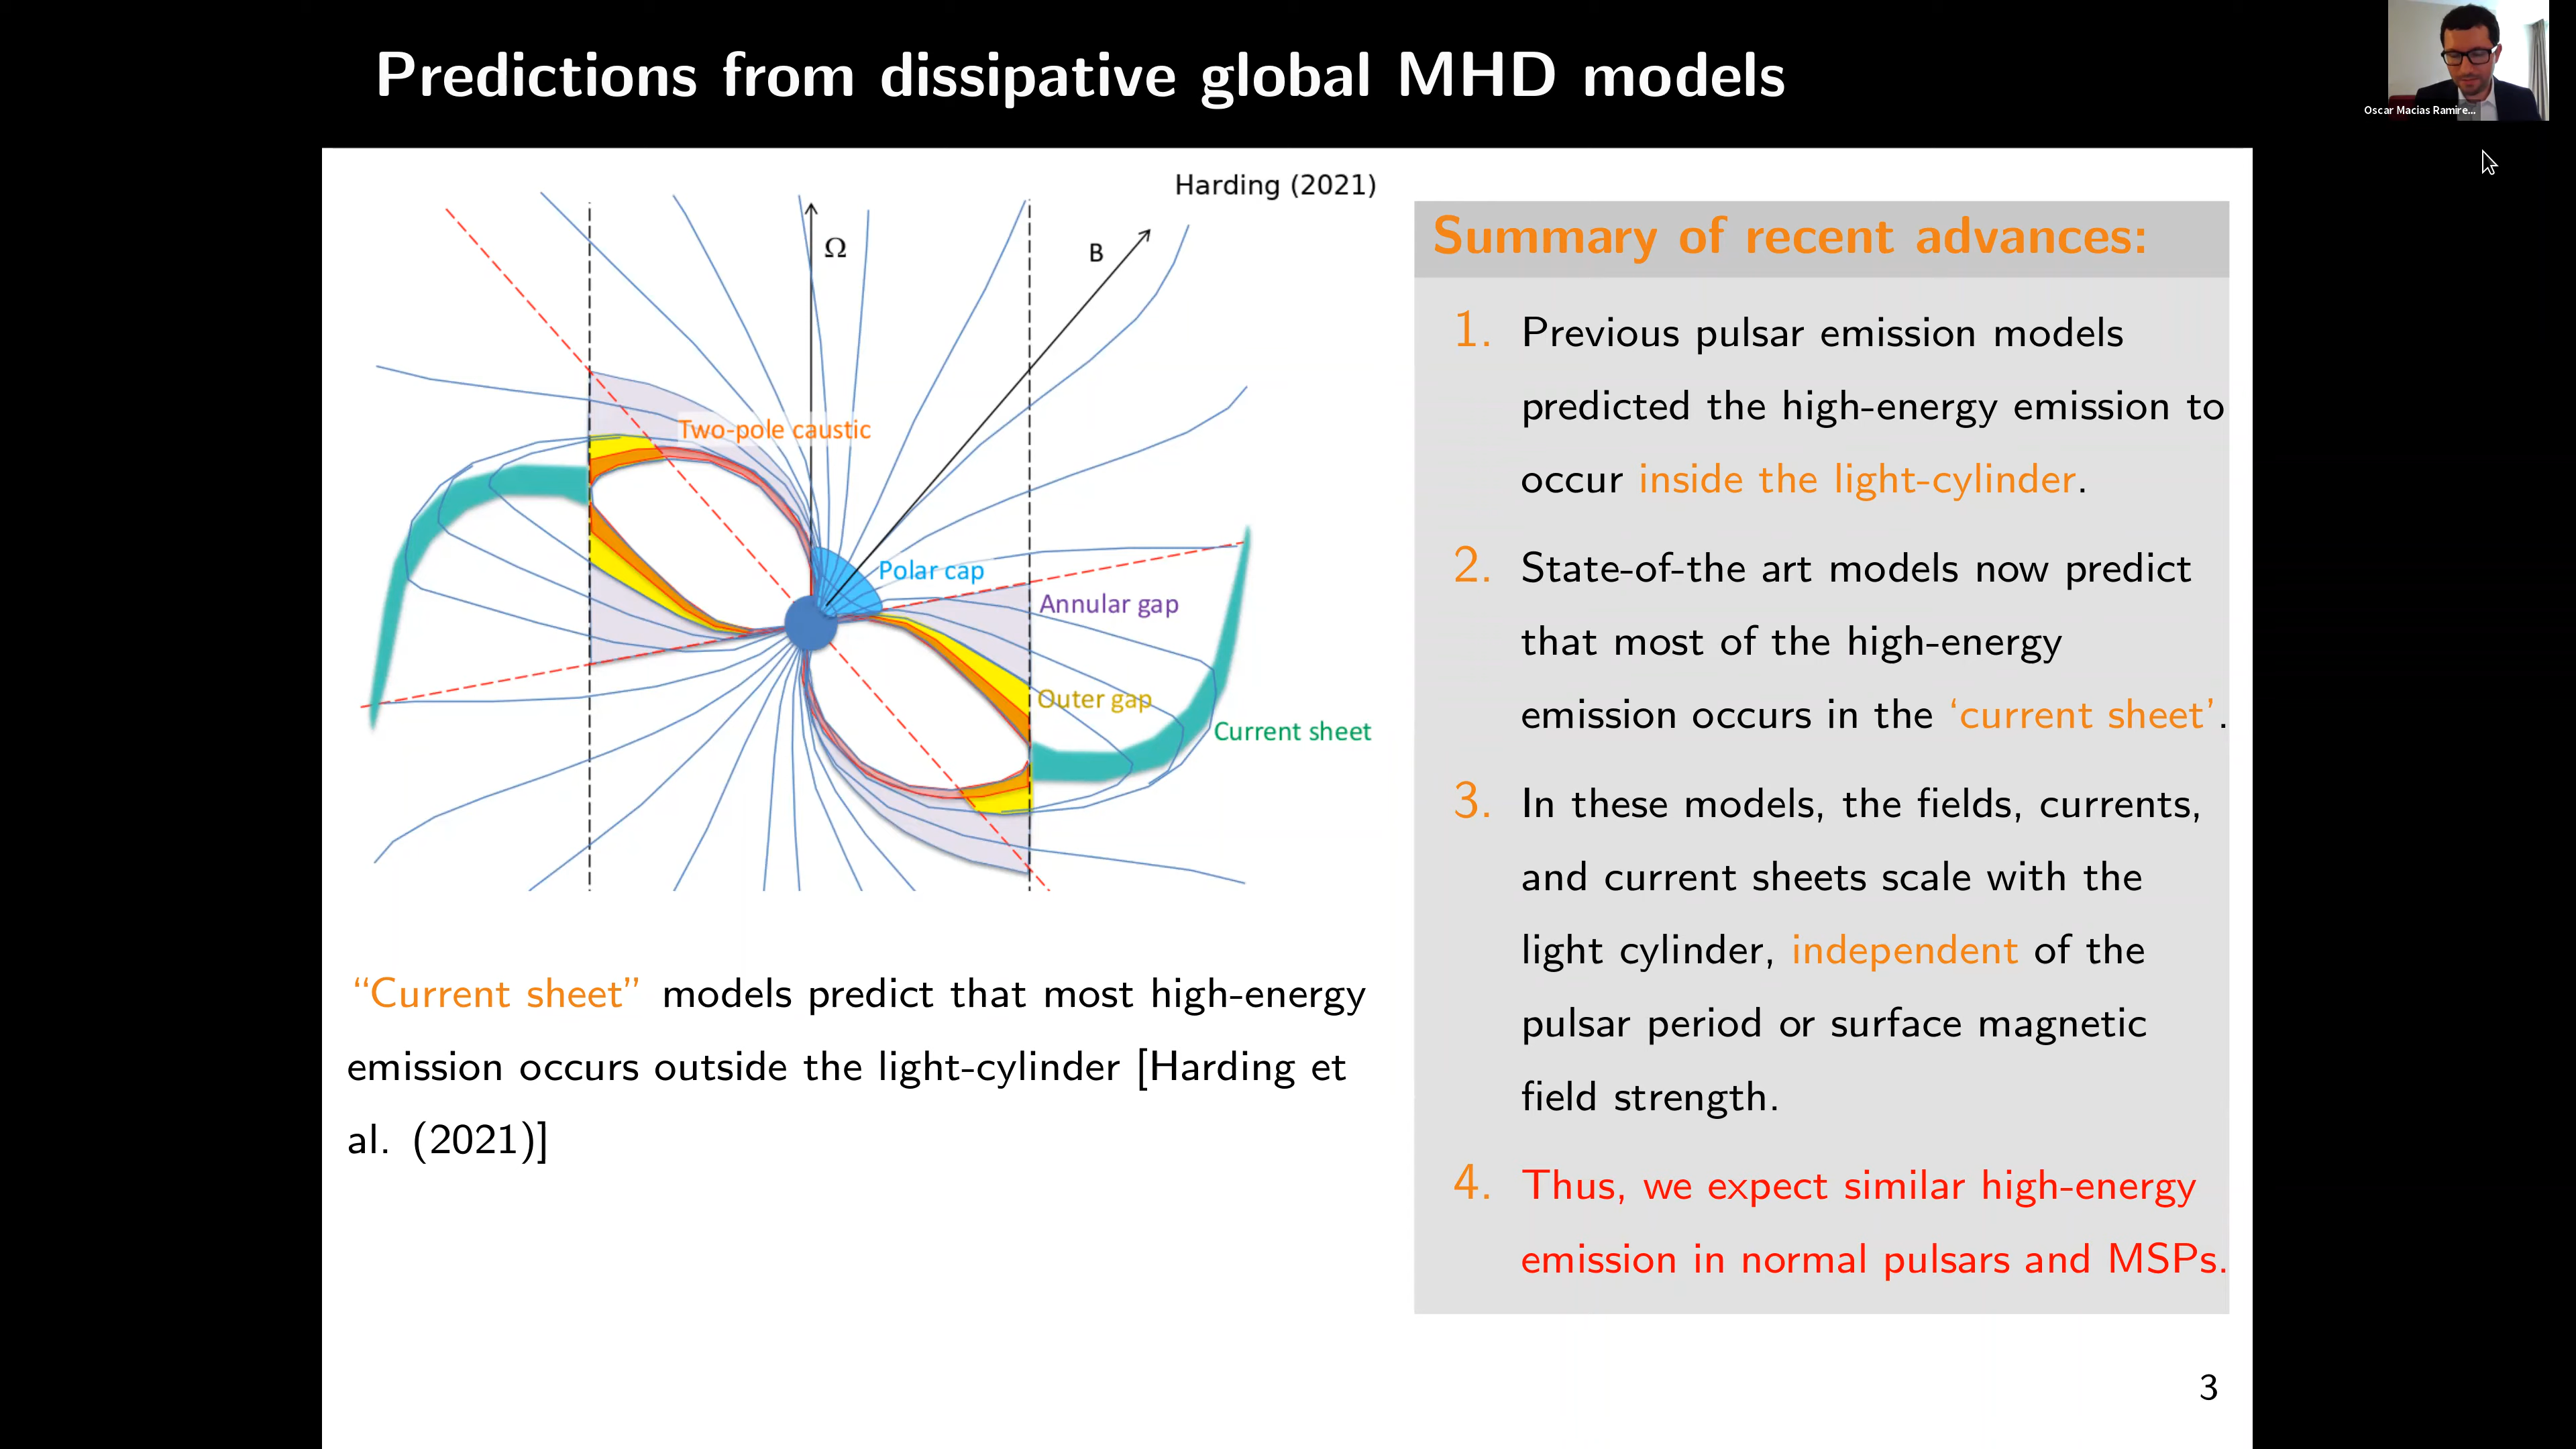 Predictions from dissipative global MHD models
Oscar Macias Ramire...
Harding (2021)
Ω
B
Two-pole caustic
Polar cap
Annular gap
Outer gap
Current sheet
“Current sheet” models predict that most high-energy
emission occurs outside the light-cylinder [Harding et
al. (2021)]
Summary of recent advances:
1. Previous pulsar emission models
predicted the high-energy emission to
occur inside the light-cylinder.
2. State-of-the art models now predict
that most of the high-energy
emission occurs in the ‘current sheet’.
3. In these models, the fields, currents,
and current sheets scale with the
light cylinder, independent of the
pulsar period or surface magnetic
field strength.
4. Thus, we expect similar high-energy
emission in normal pulsars and MSPs.
3